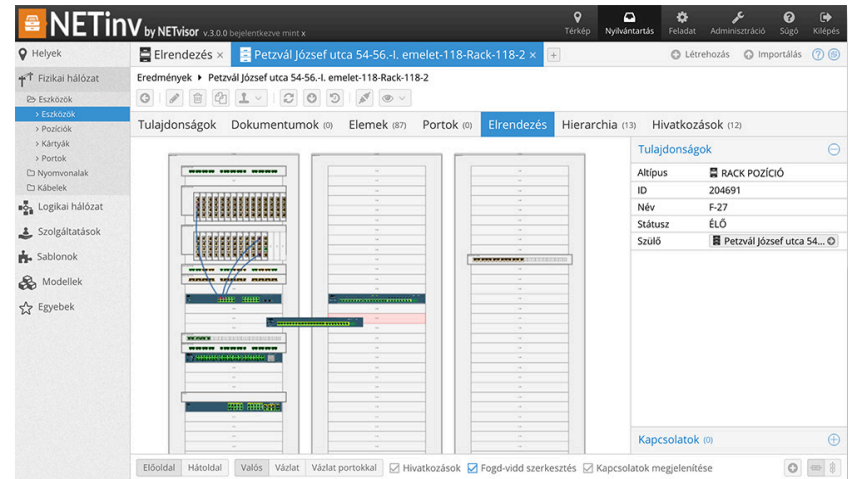 NETinv by NETvisor v.3.0.0 bejelentkezve mint x
Térkép Nyilvántartás Feladat Adminisztráció Súgó Kilépés
Helyek
Fizikai hálózat
Eszközök
› Eszközök
› Pozíciók
› Kártyák
› Portok
Nyomvonalak
Kábelek
Logikai hálózat
Szolgáltatások
Sablonok
Modellek
Egyebek
Elrendezés × Petzvál József utca 54-56.-I. emelet-118-Rack-118-2 × +
Létrehozás Importálás
Eredmények Petzvál József utca 54-56.-I. emelet-118-Rack-118-2
Tulajdonságok Dokumentumok (0) Elemek (87) Portok (0) Elrendezés Hierarchia (13) Hivatkozások (12)
Tulajdonságok
Altípus RACK POZÍCIÓ
ID 204691
Név F-27
Státusz ÉLŐ
Szülő Petzvál József utca 54...
Kapcsolatok (0)
Előoldal Hátoldal Valós Vázlat Vázlat portokkal Hivatkozások Fogd-vidd szerkesztés Kapcsolatok megjelenítése